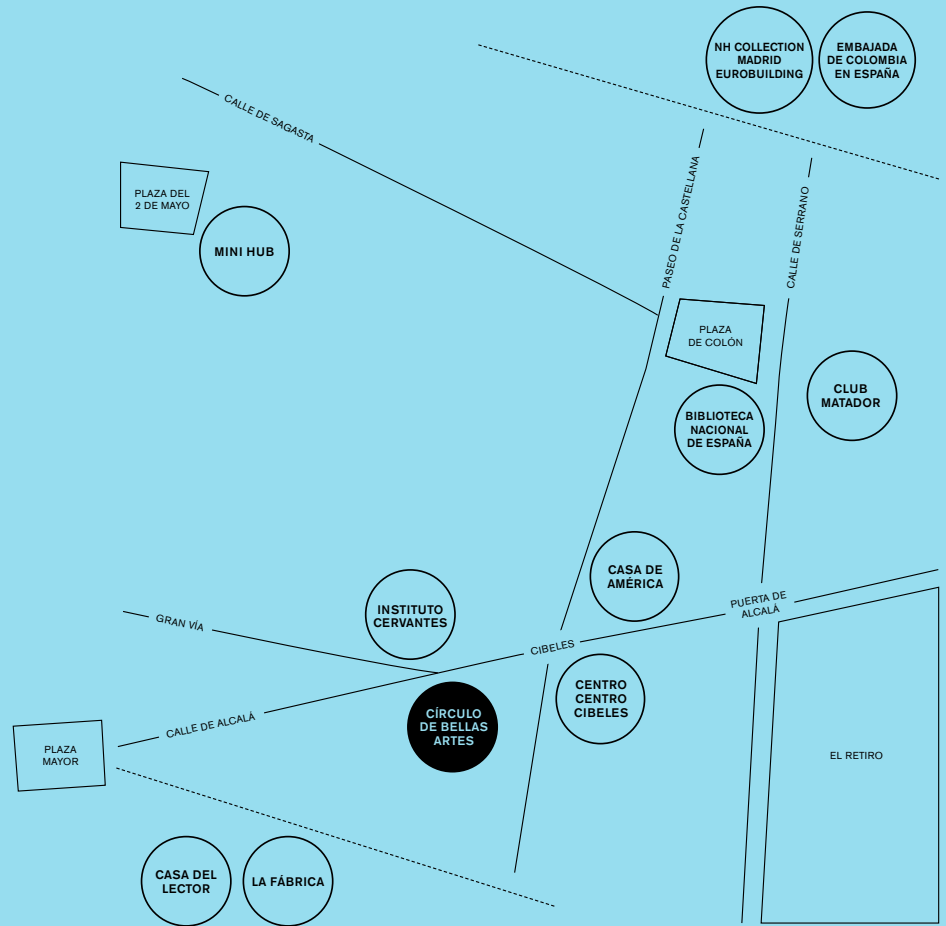 NH COLLECTION
MADRID
EUROBUILDING
EMBAJADA
DE COLOMBIA
EN ESPAÑA
CALLE DE SAGASTA
PLAZA DEL
2 DE MAYO
MINI HUB
PASEO DE LA CASTELLANA
CALLE DE SERRANO
PLAZA
DE COLÓN
CLUB
MATADOR
BIBLIOTECA
NACIONAL
DE ESPAÑA
CASA DE
AMÉRICA
PUERTA DE
ALCALÁ
INSTITUTO
CERVANTES
GRAN VÍA
CIBELES
CENTRO
CENTRO
CIBELES
CÍRCULO
DE BELLAS
ARTES
CALLE DE ALCALÁ
PLAZA
MAYOR
EL RETIRO
CASA DEL
LECTOR
LA FÁBRICA